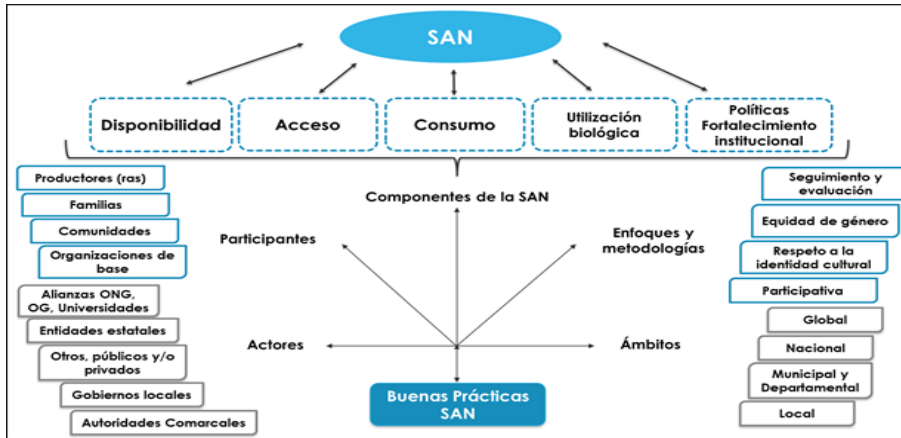 SAN
Disponibilidad
Acceso
Consumo
Utilización
biológica
Políticas
Fortalecimiento
institucional
Componentes de la SAN
Participantes
Enfoques y
metodologías
Actores
Ámbitos
Buenas Prácticas
SAN
Productores (ras)
Familias
Comunidades
Organizaciones de
base
Alianzas ONG,
OG, Universidades
Entidades estatales
Otros, públicos y/o
privados
Gobiernos locales
Autoridades Comarcales
Seguimiento y
evaluación
Equidad de género
Respeto a la
identidad cultural
Participativa
Global
Nacional
Municipal y
Departamental
Local